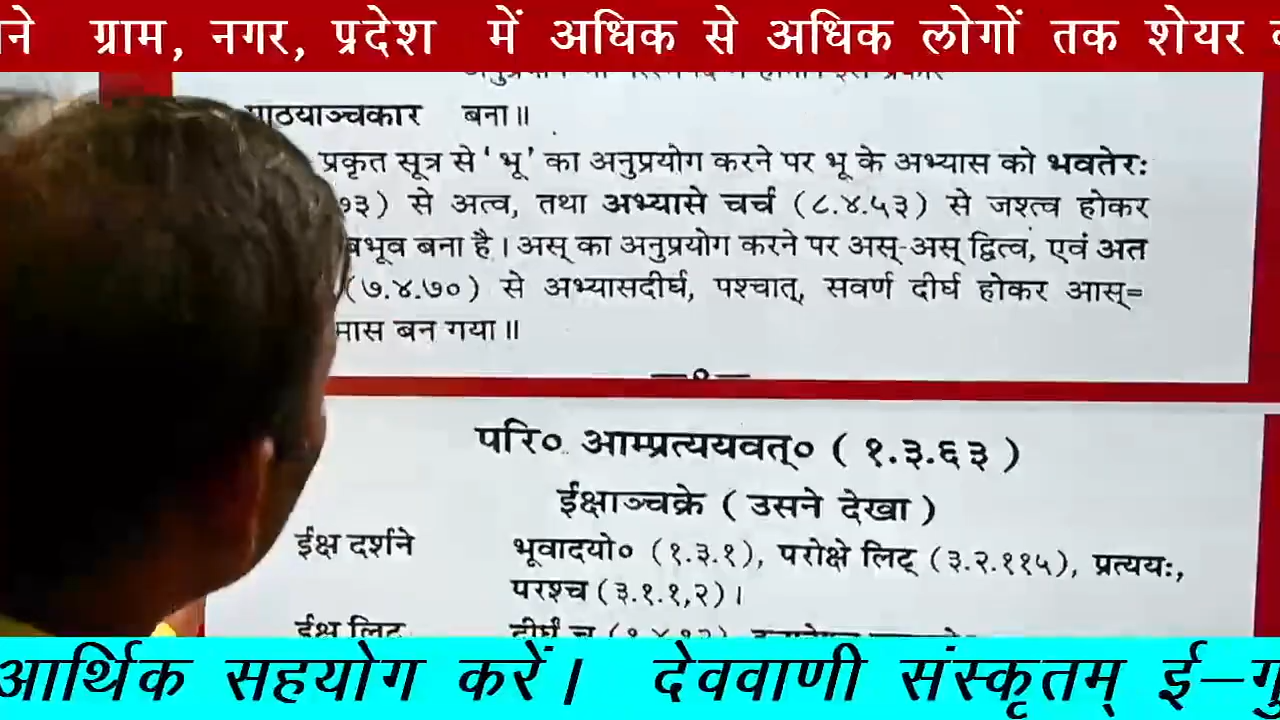 ग्राम, नगर, प्रदेश में अधिक से अधिक लोगों तक शेयर
बना॥
प्रकृत सूत्र से ' भू ' का अनुप्रयोग करने पर भू के अभ्यास को भवतेरः
७३) से अत्व, तथा अभ्यासे चर्च (८.४.५३) से जश्त्व होकर
बभूव बना है। अस् का अनुप्रयोग करने पर अस्-अस् द्वित्व, एवं अत
(७.४.७०) से अभ्यासदीर्घ, पश्चात्, सवर्ण दीर्घ होकर आस्=
मास बन गया॥
परि० आम्प्रत्ययवत्० ( १.३.६३ )
ईक्षाञ्चक्रे ( उसने देखा )
ईक्ष दर्शने भूवादयो० (१.३.१), परोक्षे लिट् (३.२.११५), प्रत्ययः,
परश्च (३.१.१,२)।
ईक्ष लिट्
आर्थिक सहयोग करें। देववाणी संस्कृतम्